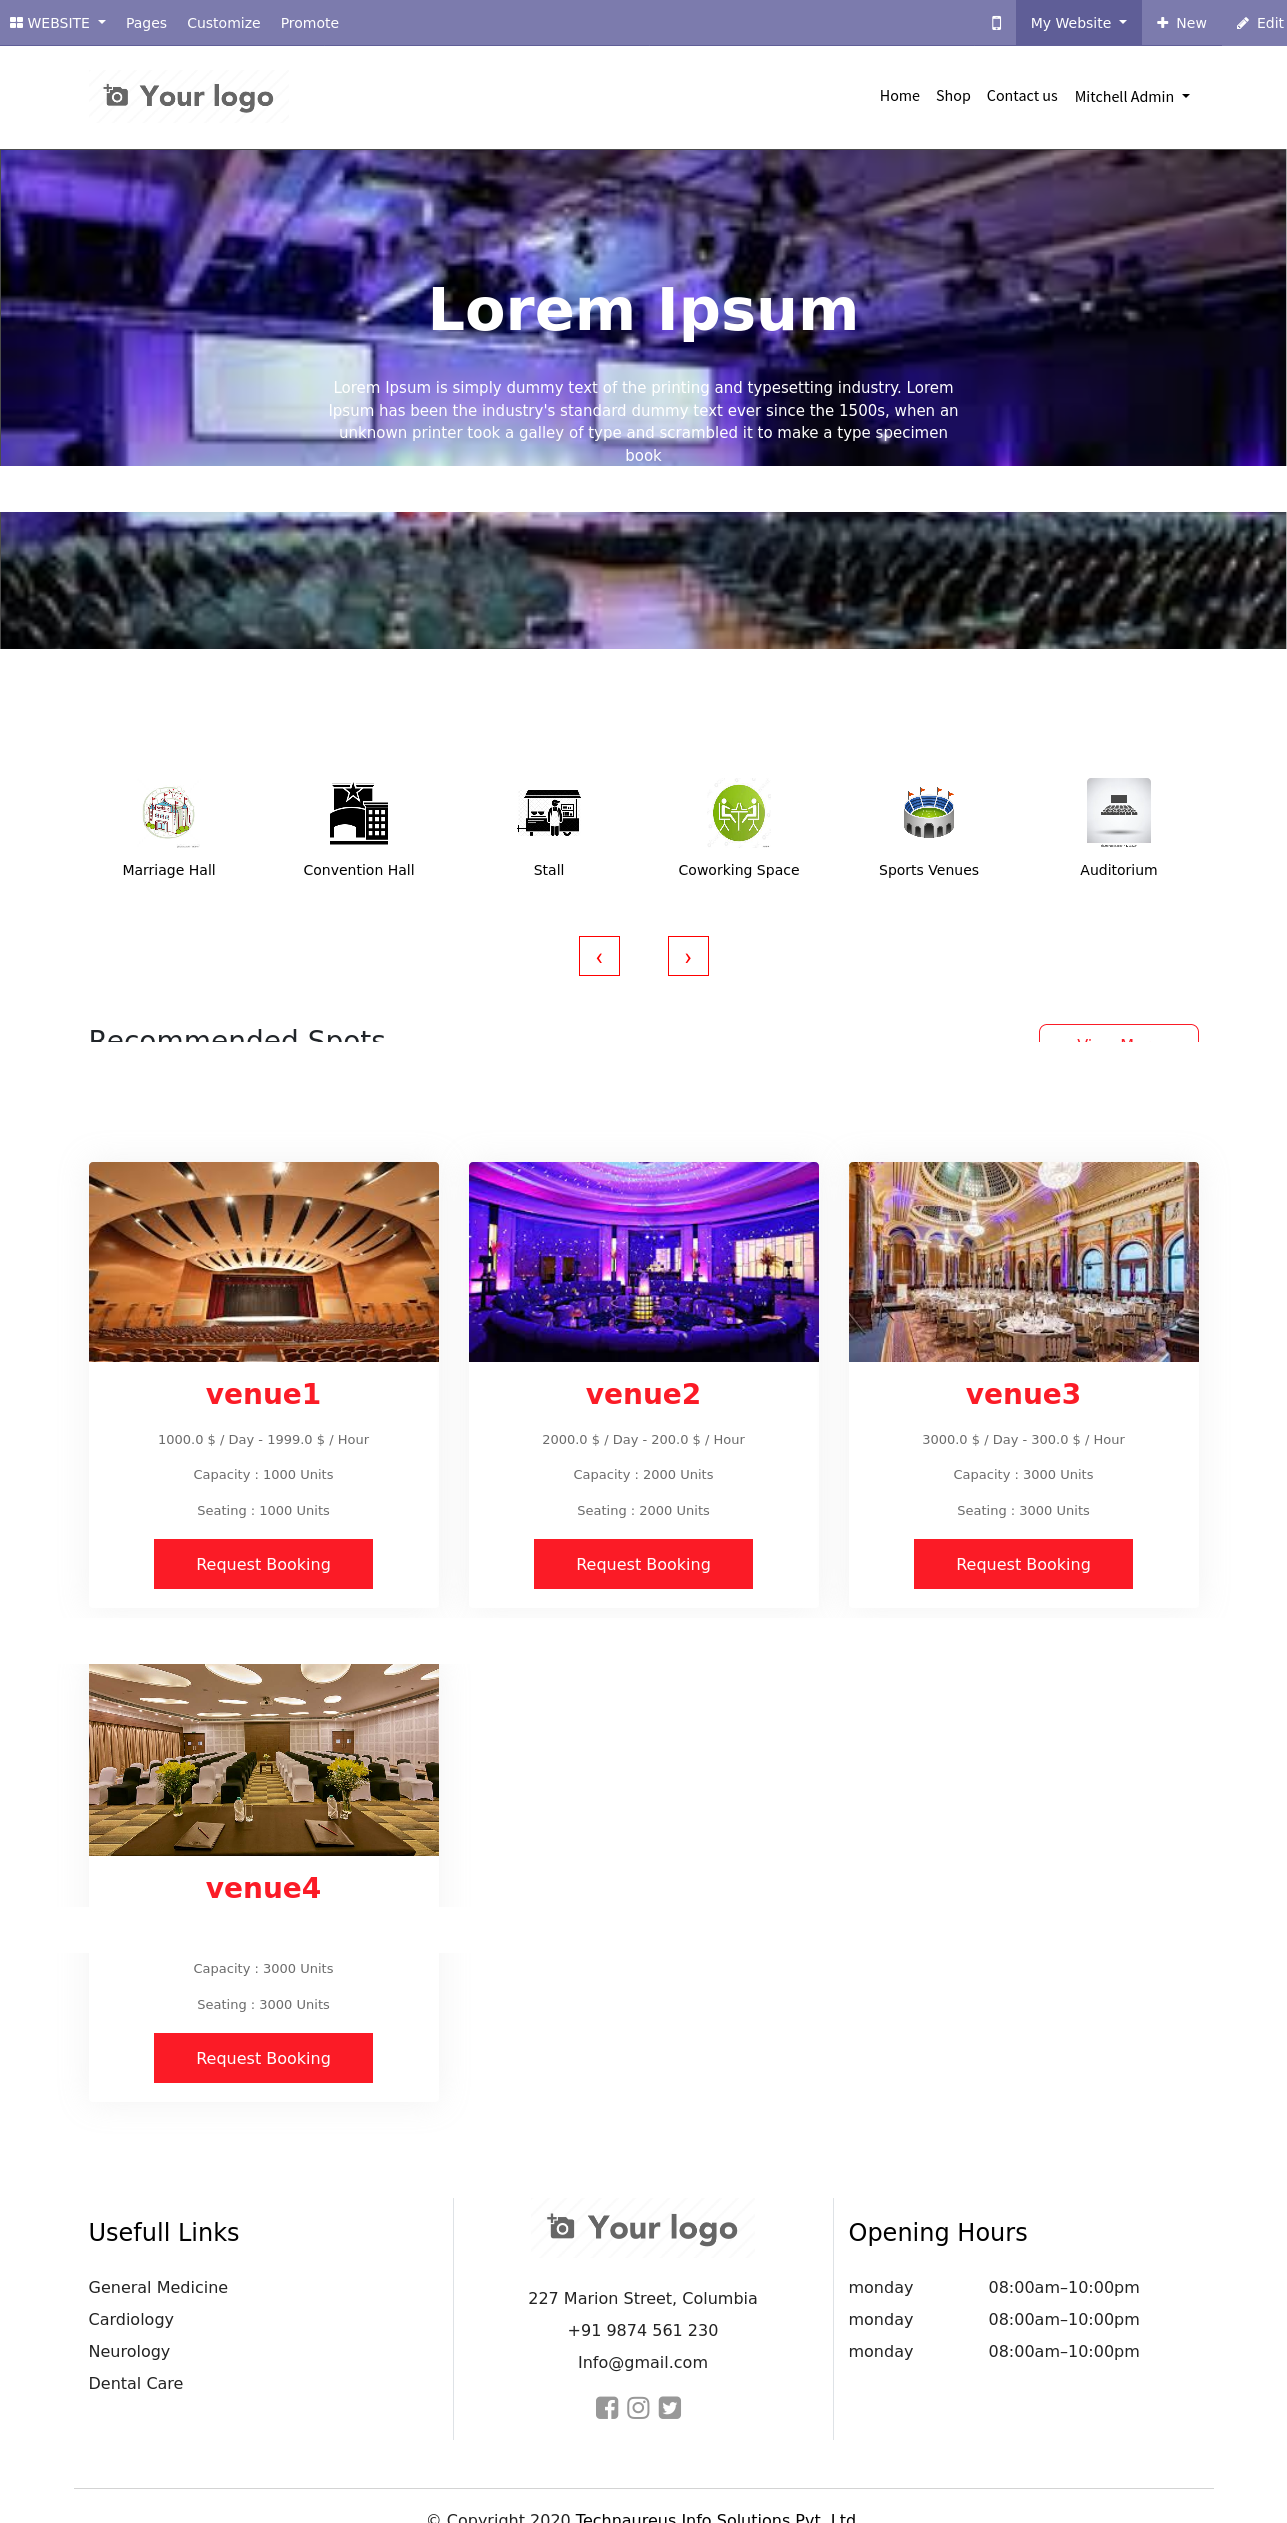 WEBSITE Pages Customize Promote My Website New Edit
Your logo Home Shop Contact us Mitchell Admin
Lorem Ipsum
Lorem Ipsum is simply dummy text of the printing and typesetting industry. Lorem
Ipsum has been the industry's standard dummy text ever since the 1500s, when an
unknown printer took a galley of type and scrambled it to make a type specimen
book
Marriage Hall Convention Hall Stall Coworking Space Sports Venues Auditorium
‹ ›
Recommended Spots
venue1
1000.0 $ / Day - 1999.0 $ / Hour
Capacity : 1000 Units
Seating : 1000 Units
Request Booking
venue2
2000.0 $ / Day - 200.0 $ / Hour
Capacity : 2000 Units
Seating : 2000 Units
Request Booking
venue3
3000.0 $ / Day - 300.0 $ / Hour
Capacity : 3000 Units
Seating : 3000 Units
Request Booking
venue4
Capacity : 3000 Units
Seating : 3000 Units
Request Booking
Usefull Links
General Medicine
Cardiology
Neurology
Dental Care
Your logo
227 Marion Street, Columbia
+91 9874 561 230
Info@gmail.com
Opening Hours
monday 08:00am–10:00pm
monday 08:00am–10:00pm
monday 08:00am–10:00pm
© Copyright 2020 Technaureus Info Solutions Pvt. Ltd